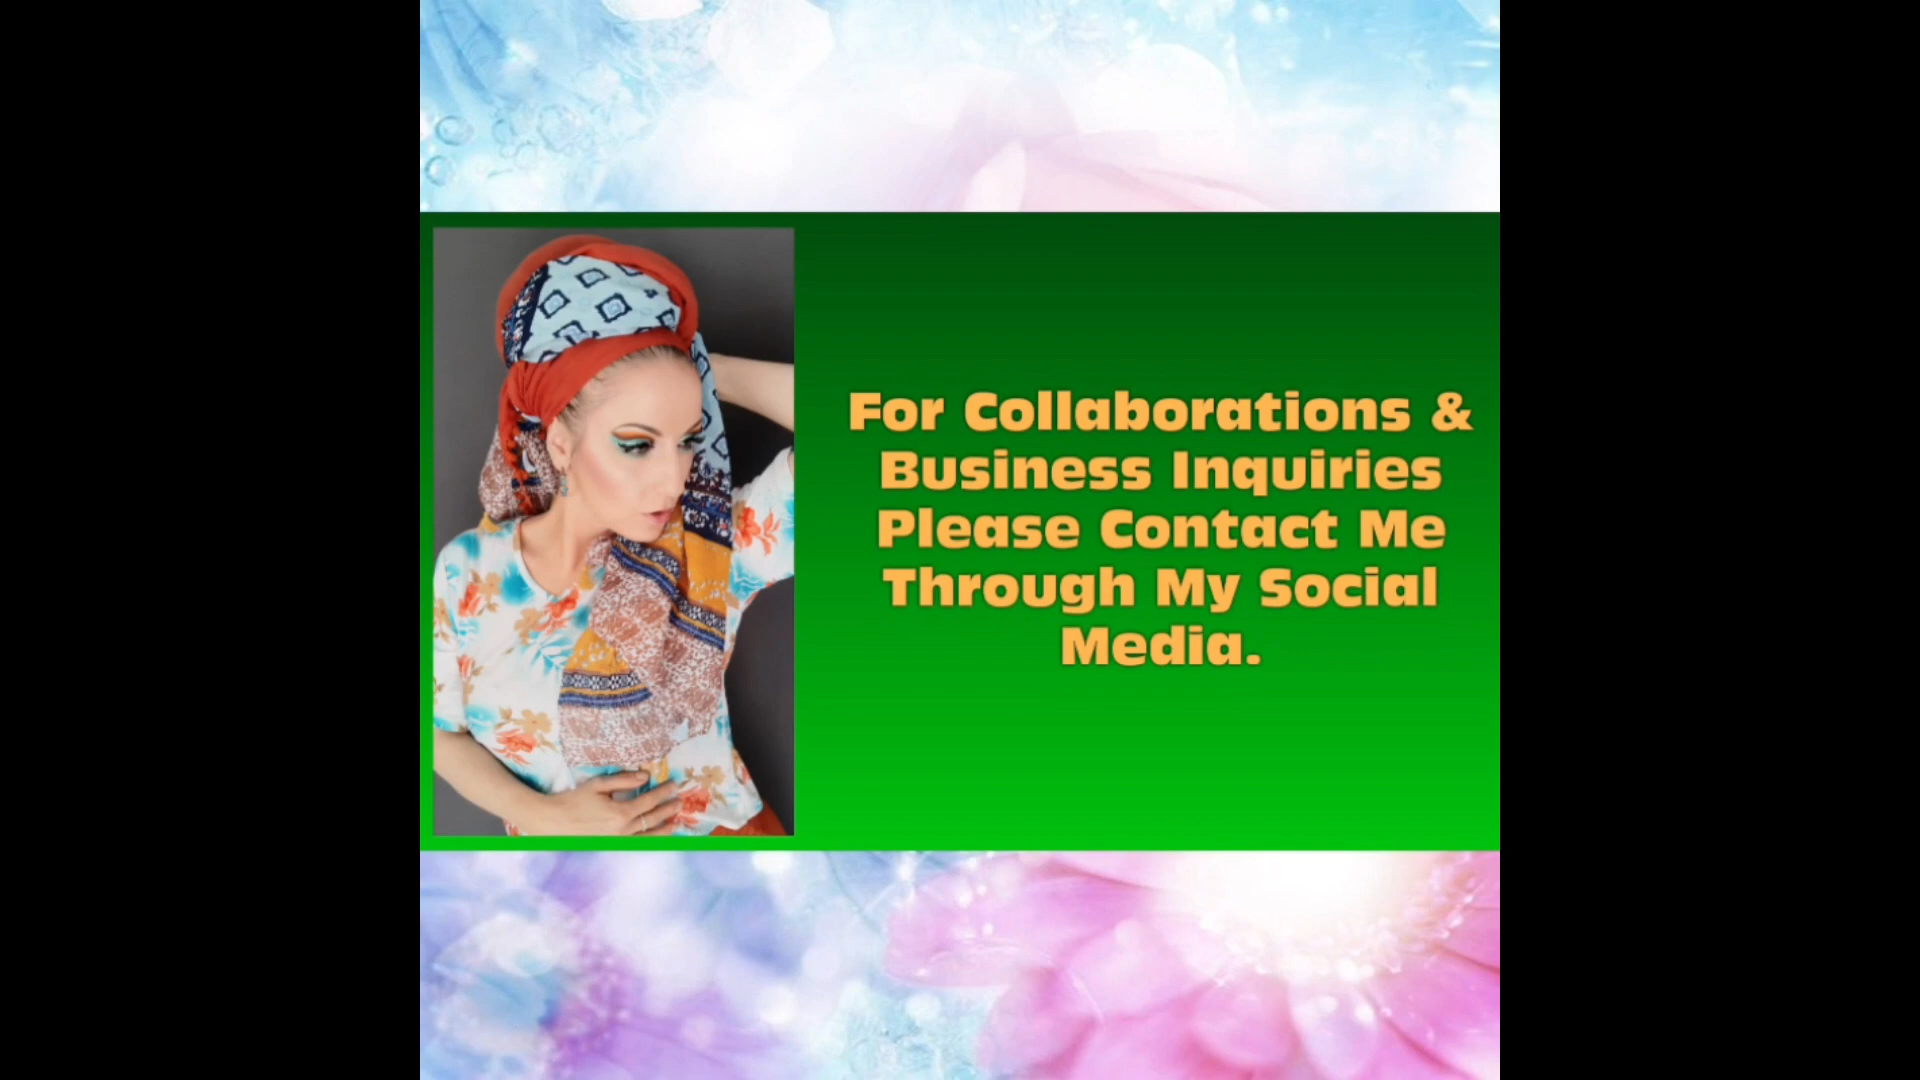 For Collaborations &
Business Inquiries
Please Contact Me
Through My Social
Media.